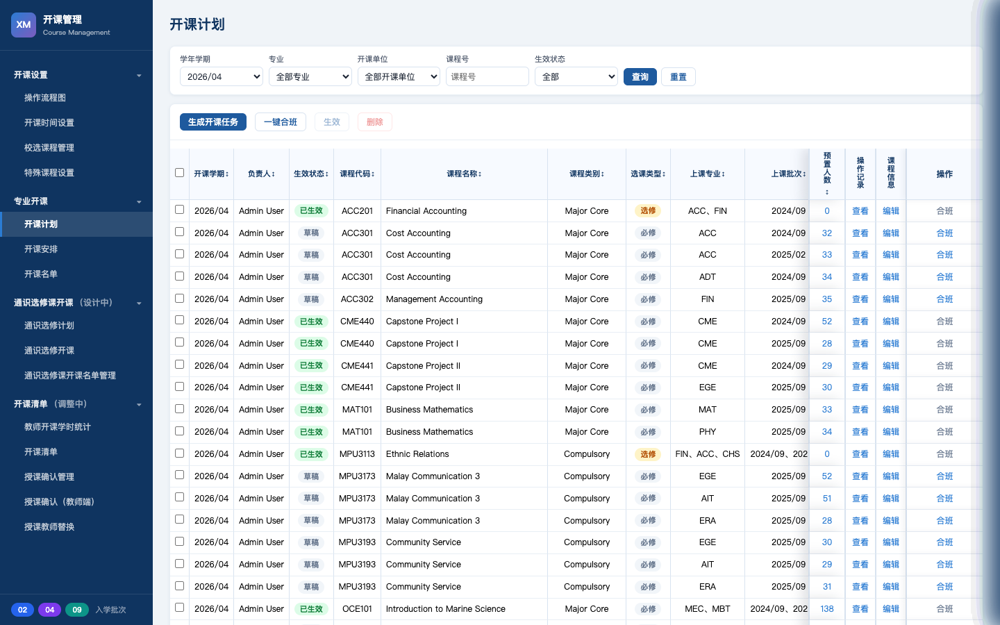 XM
开课管理
Course Management
开课设置
操作流程图
开课时间设置
校选课程管理
特殊课程设置
专业开课
开课计划
开课安排
开课名单
通识选修课开课 （设计中）
通识选修计划
通识选修开课
通识选修课开课名单管理
开课清单 （调整中）
教师开课学时统计
开课清单
授课确认管理
授课确认（教师端）
授课教师替换
02 04 09 入学批次
开课计划
学年学期 专业 开课单位 课程号 生效状态
2026/04 全部专业 全部开课单位 课程号 全部 查询 重置
生成开课任务 一键合班 生效 删除
开课学期↕ 负责人↕ 生效状态↕ 课程代码↕ 课程名称↕ 课程类别↕ 选课类型↕ 上课专业↕ 上课批次↕ 预置人数↕ 操作记录 课程信息 操作
2026/04 Admin User 已生效 ACC201 Financial Accounting Major Core 选修 ACC、FIN 2024/09 0 查看 编辑 合班
2026/04 Admin User 草稿 ACC301 Cost Accounting Major Core 必修 ACC 2024/09 32 查看 编辑 合班
2026/04 Admin User 草稿 ACC301 Cost Accounting Major Core 必修 ACC 2025/02 33 查看 编辑 合班
2026/04 Admin User 草稿 ACC301 Cost Accounting Major Core 必修 ADT 2024/09 34 查看 编辑 合班
2026/04 Admin User 草稿 ACC302 Management Accounting Major Core 必修 FIN 2025/09 35 查看 编辑 合班
2026/04 Admin User 已生效 CME440 Capstone Project I Major Core 必修 CME 2024/09 52 查看 编辑 合班
2026/04 Admin User 已生效 CME440 Capstone Project I Major Core 必修 CME 2025/09 28 查看 编辑 合班
2026/04 Admin User 已生效 CME441 Capstone Project II Major Core 必修 CME 2024/09 29 查看 编辑 合班
2026/04 Admin User 已生效 CME441 Capstone Project II Major Core 必修 EGE 2025/09 30 查看 编辑 合班
2026/04 Admin User 已生效 MAT101 Business Mathematics Major Core 必修 MAT 2025/09 33 查看 编辑 合班
2026/04 Admin User 已生效 MAT101 Business Mathematics Major Core 必修 PHY 2025/09 34 查看 编辑 合班
2026/04 Admin User 已生效 MPU3113 Ethnic Relations Compulsory 选修 FIN、ACC、CHS 2024/09、202 0 查看 编辑 合班
2026/04 Admin User 草稿 MPU3173 Malay Communication 3 Compulsory 必修 EGE 2025/09 52 查看 编辑 合班
2026/04 Admin User 草稿 MPU3173 Malay Communication 3 Compulsory 必修 AIT 2025/09 51 查看 编辑 合班
2026/04 Admin User 草稿 MPU3173 Malay Communication 3 Compulsory 必修 ERA 2025/09 28 查看 编辑 合班
2026/04 Admin User 草稿 MPU3193 Community Service Compulsory 必修 EGE 2025/09 30 查看 编辑 合班
2026/04 Admin User 草稿 MPU3193 Community Service Compulsory 必修 AIT 2025/09 29 查看 编辑 合班
2026/04 Admin User 草稿 MPU3193 Community Service Compulsory 必修 ERA 2025/09 31 查看 编辑 合班
2026/04 Admin User 已生效 OCE101 Introduction to Marine Science Major Core 必修 MEC、MBT 2024/09、202 138 查看 编辑 合班